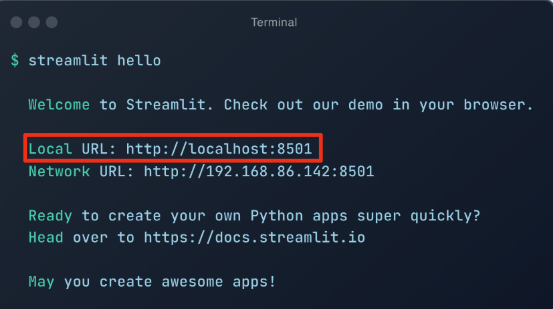 Terminal
$ streamlit hello
Welcome to Streamlit. Check out our demo in your browser.
Local URL: http://localhost:8501
Network URL: http://192.168.86.142:8501
Ready to create your own Python apps super quickly?
Head over to https://docs.streamlit.io
May you create awesome apps!